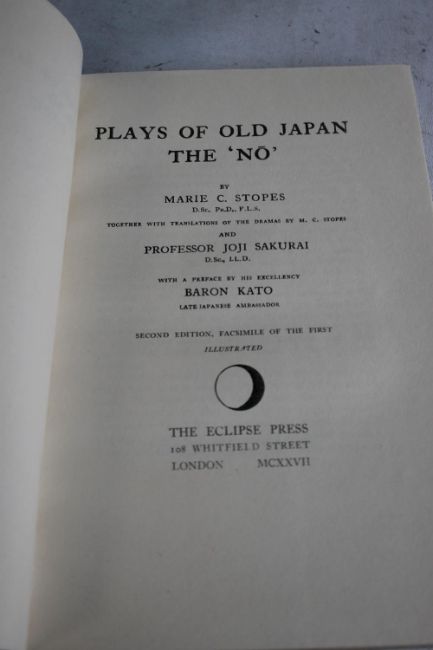 PLAYS OF OLD JAPAN
THE ‘NŌ’
BY
MARIE C. STOPES
D.Sc., Ph.D., F.L.S.
TOGETHER WITH TRANSLATIONS OF THE DRAMAS BY M. C. STOPES
AND
PROFESSOR JOJI SAKURAI
D.Sc., LL.D.
WITH A PREFACE BY HIS EXCELLENCY
BARON KATO
LATE JAPANESE AMBASSADOR
SECOND EDITION, FACSIMILE OF THE FIRST
ILLUSTRATED
THE ECLIPSE PRESS
108 WHITFIELD STREET
LONDON MCXXVII